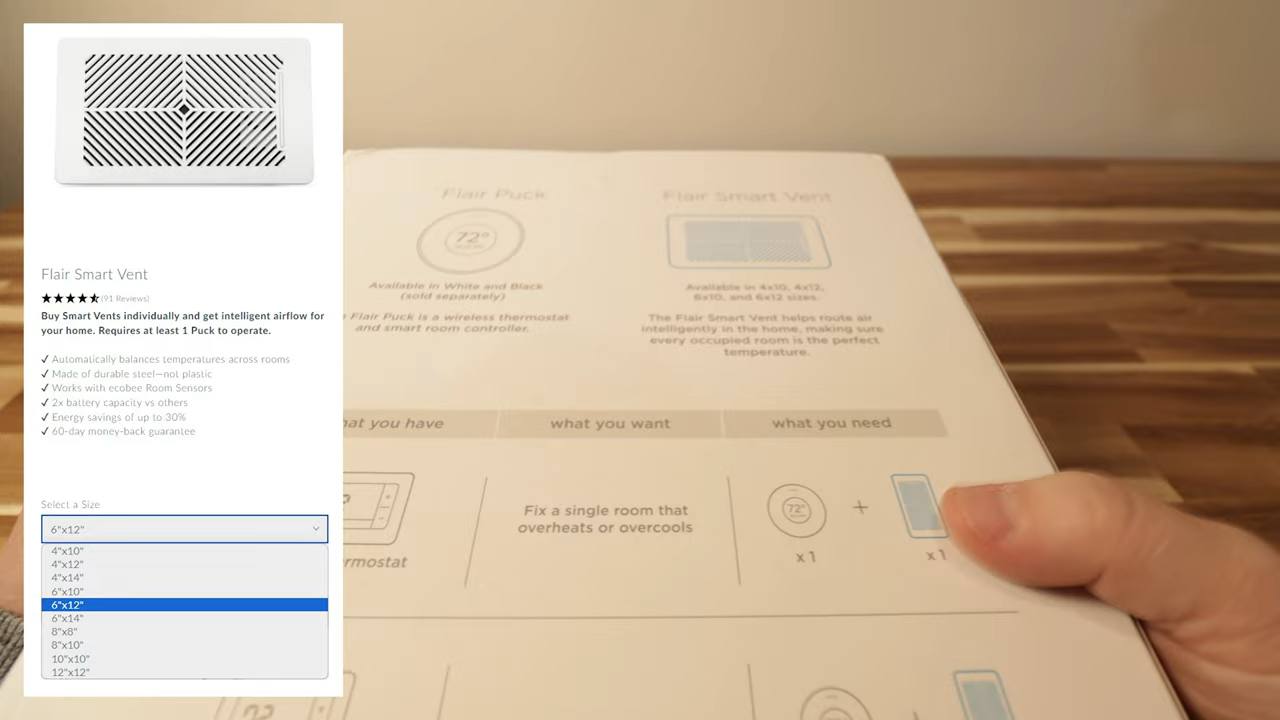 Flair Smart Vent
(91 Reviews)
Buy Smart Vents individually and get intelligent airflow for
your home. Requires at least 1 Puck to operate.
✓ Automatically balances temperatures across rooms
✓ Made of durable steel—not plastic
✓ Works with ecobee Room Sensors
✓ 2x battery capacity vs others
✓ Energy savings of up to 30%
✓ 60-day money-back guarantee
Select a Size
6"x12"
4"x10"
4"x12"
4"x14"
6"x10"
6"x12"
6"x14"
8"x8"
8"x10"
10"x10"
12"x12"
Flair Puck
72°
Available in White and Black
(sold separately)
Flair Puck is a wireless thermostat
and smart room controller.
Flair Smart Vent
Available in 4x10, 4x12,
6x10, and 6x12 sizes.
The Flair Smart Vent helps route air
intelligently in the home, making sure
every occupied room is the perfect
temperature.
you have
what you want
what you need
Fix a single room that
overheats or overcools
72°
+
x1
x1